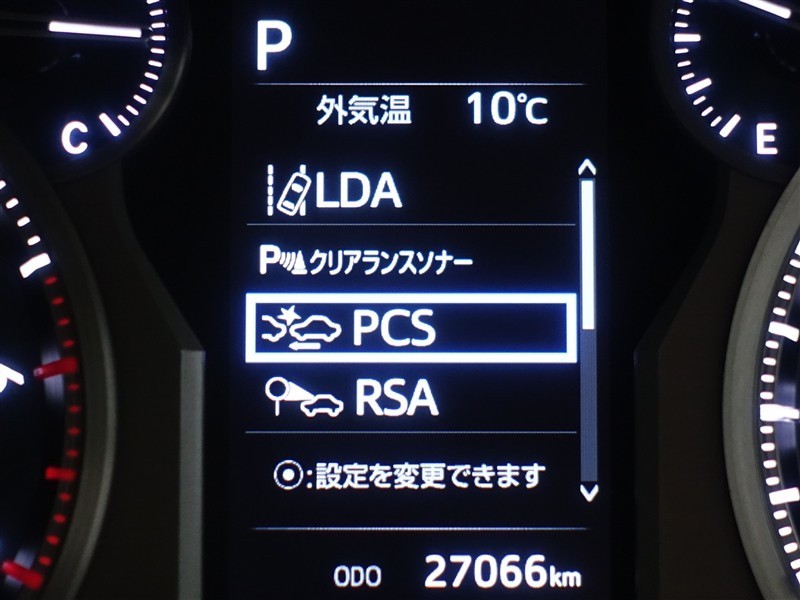 P
外気温 10℃
C
E
LDA
Pクリアランスソナー
PCS
RSA
⦿:設定を変更できます
ODO 27066km